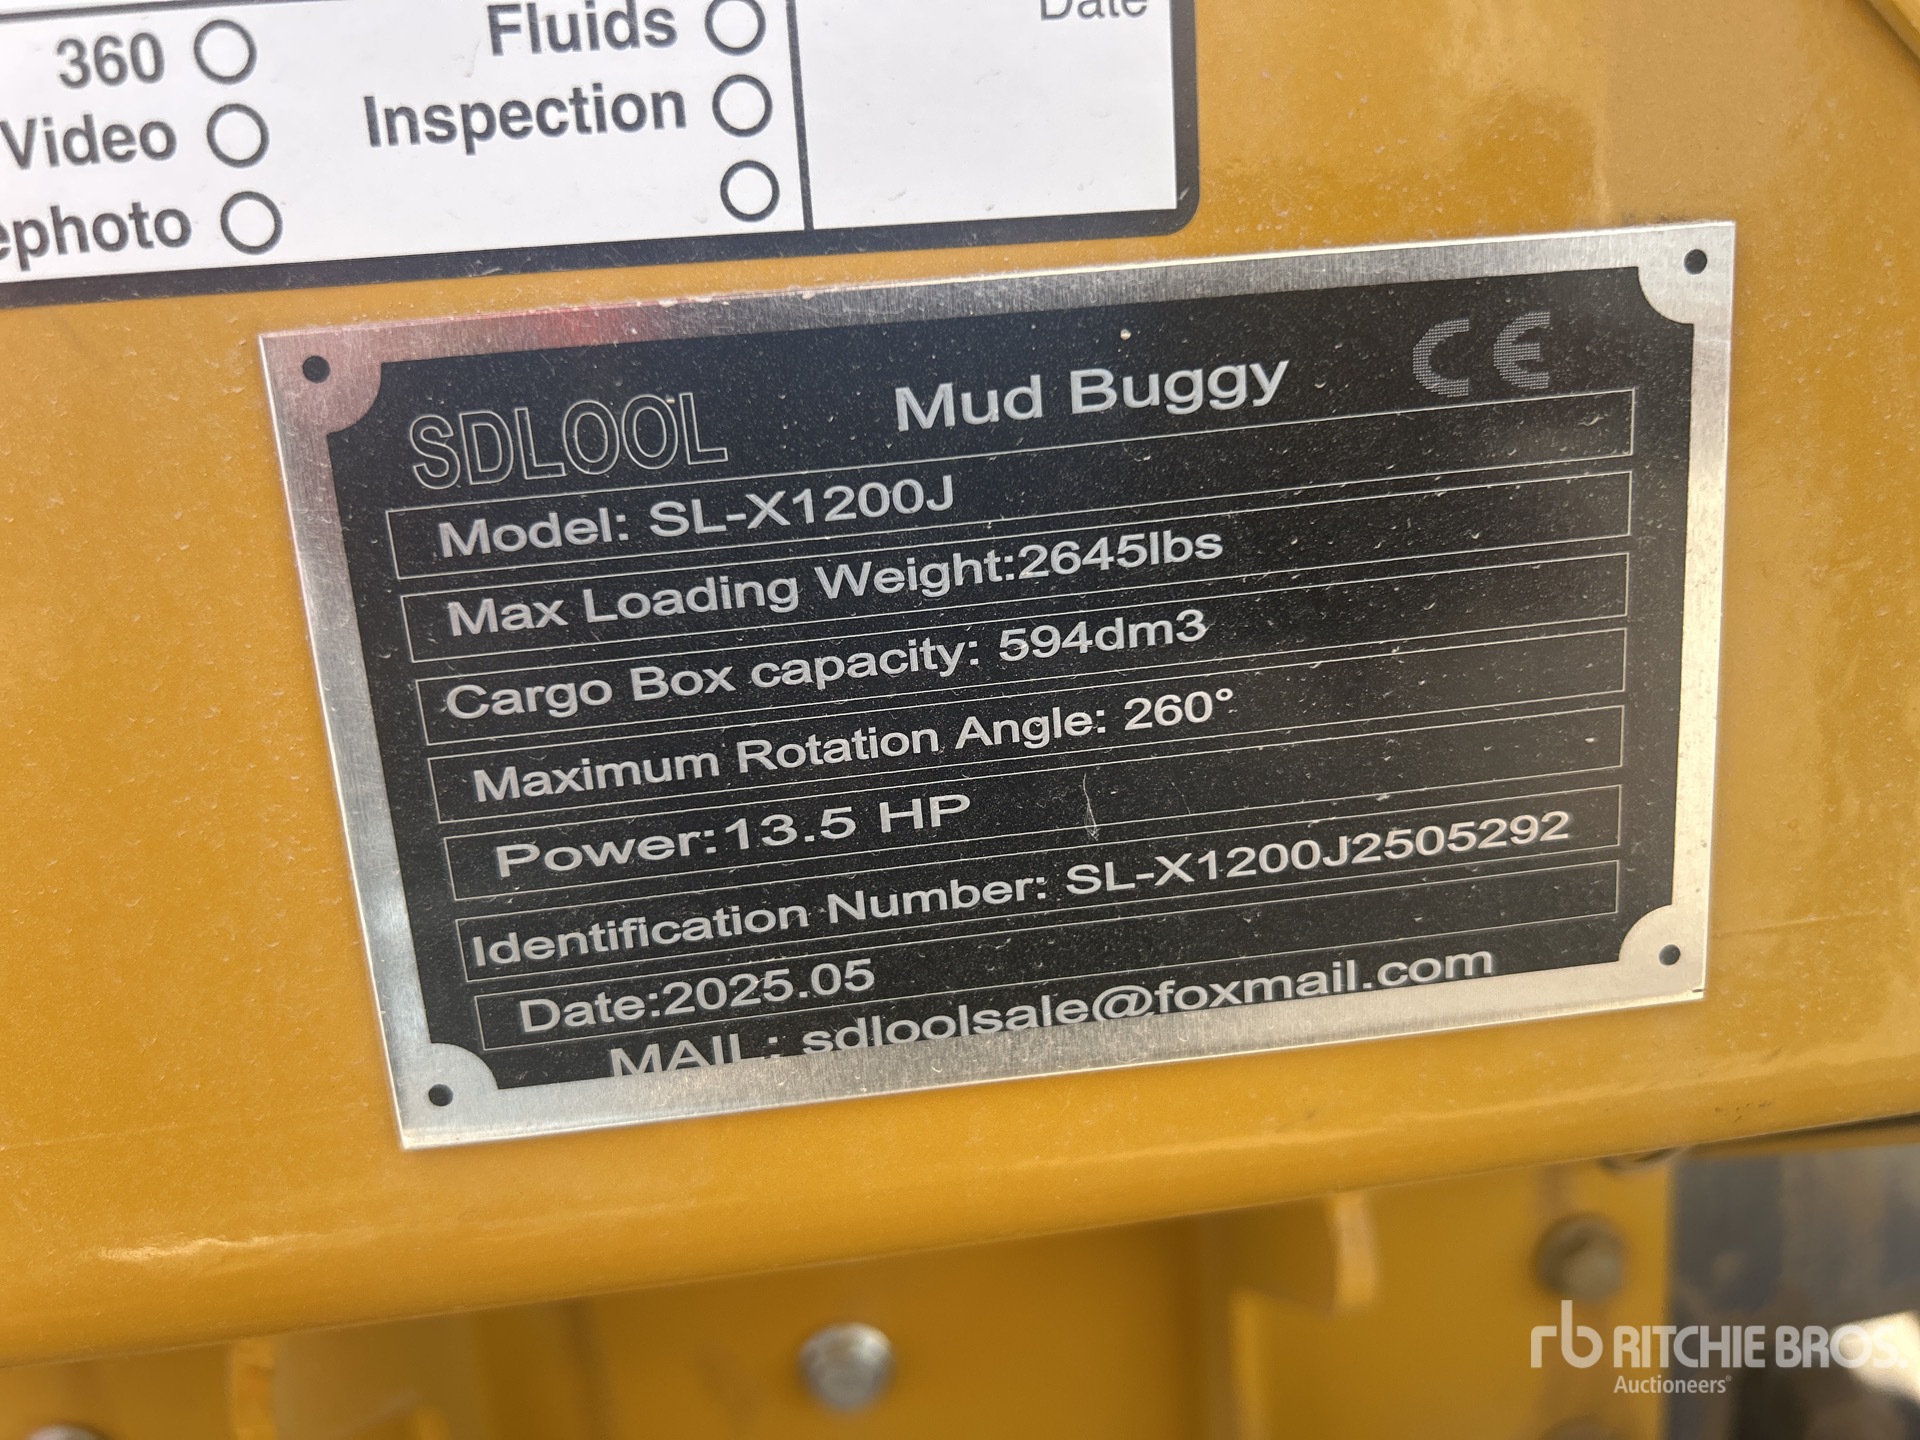 360
Fluids
Date
Video
Inspection
ephoto
SDLOOL
Mud Buggy
CE
Model: SL-X1200J
Max Loading Weight:2645lbs
Cargo Box capacity: 594dm3
Maximum Rotation Angle: 260°
Power:13.5 HP
Identification Number: SL-X1200J2505292
Date:2025.05
MAIL: sdloolsale@foxmail.com
rb RITCHIE BROS.
Auctioneers®